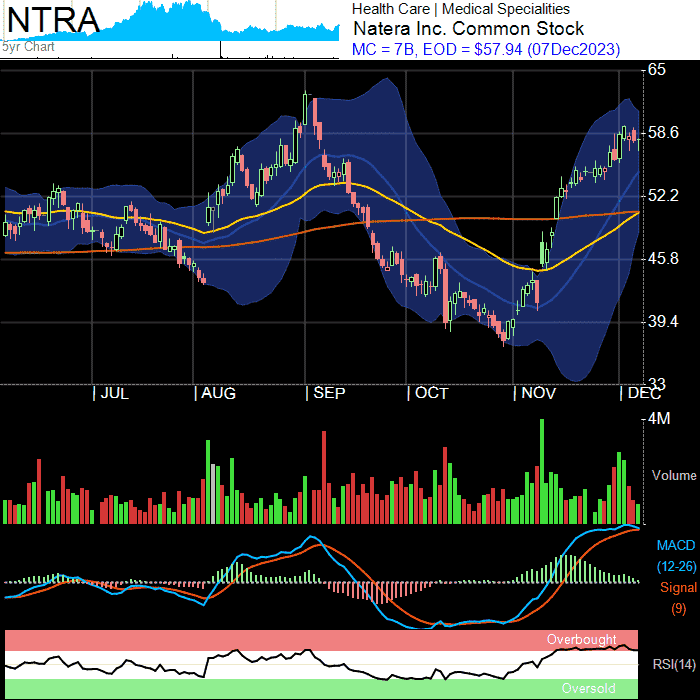 NTRA
5yr Chart
Health Care | Medical Specialities
Natera Inc. Common Stock
MC = 7B, EOD = $57.94 (07Dec2023)
65
58.6
52.2
45.8
39.4
33
| JUL | AUG | SEP | OCT | NOV | DEC
4M
Volume
MACD
(12-26)
Signal
(9)
Overbought
RSI(14)
Oversold